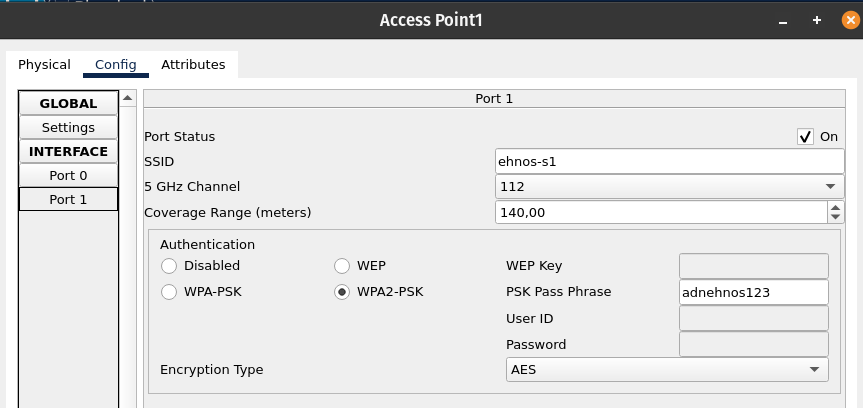 Access Point1
Physical Config Attributes
GLOBAL
Settings
INTERFACE
Port 0
Port 1
Port 1
Port Status On
SSID ehnos-s1
5 GHz Channel 112
Coverage Range (meters) 140,00
Authentication
Disabled WEP WEP Key
WPA-PSK WPA2-PSK PSK Pass Phrase adnehnos123
User ID
Password
Encryption Type AES